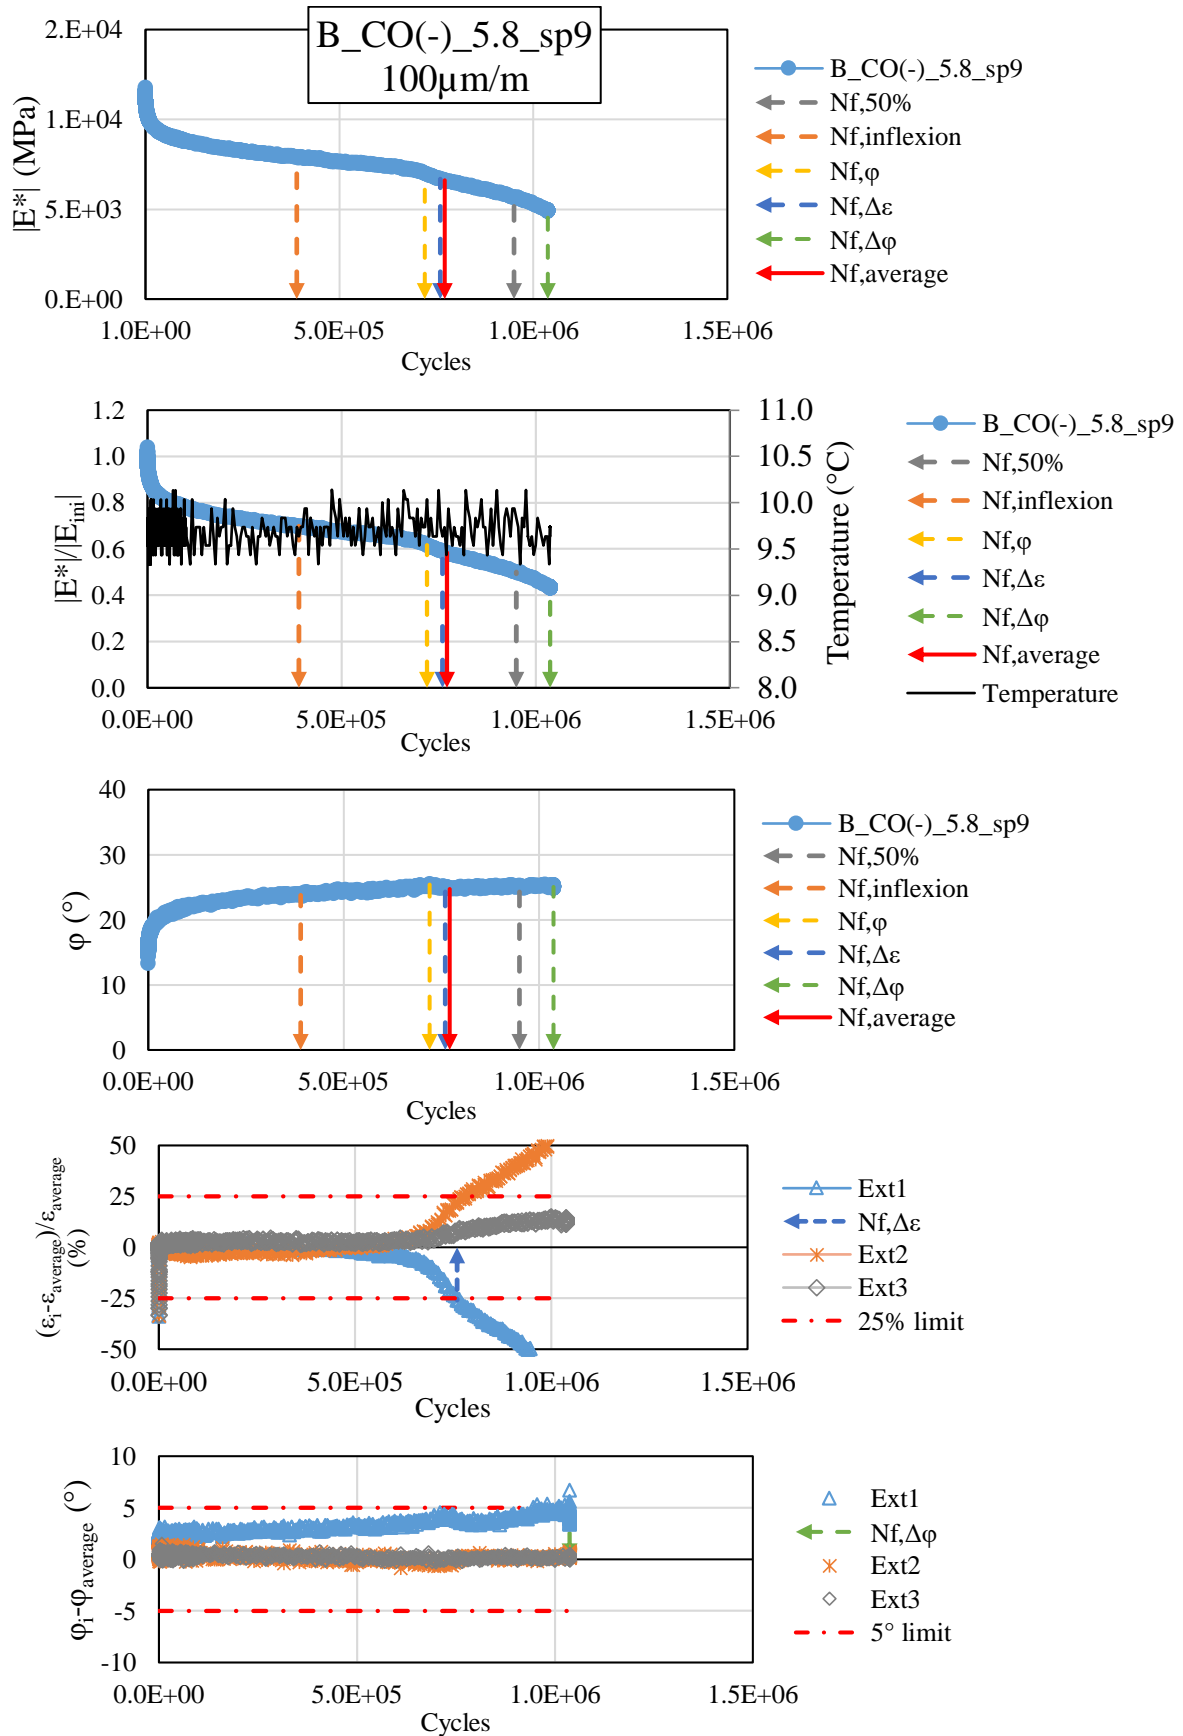 B_CO(-)_5.8_sp9
100µm/m
|E*| (MPa)
2.E+04
1.E+04
5.E+03
0.E+00
1.0E+00
5.0E+05
1.0E+06
1.5E+06
Cycles
B_CO(-)_5.8_sp9
Nf,50%
Nf,inflexion
Nf,φ
Nf,Δε
Nf,Δφ
Nf,average
|E*|/|E_ini|
1.2
1.0
0.8
0.6
0.4
0.2
0.0
0.0E+00
5.0E+05
1.0E+06
1.5E+06
Cycles
11.0
10.5
10.0
9.5
9.0
8.5
8.0
Temperature (°C)
B_CO(-)_5.8_sp9
Nf,50%
Nf,inflexion
Nf,φ
Nf,Δε
Nf,Δφ
Nf,average
Temperature
φ (°)
40
30
20
10
0
0.0E+00
5.0E+05
1.0E+06
1.5E+06
Cycles
B_CO(-)_5.8_sp9
Nf,50%
Nf,inflexion
Nf,φ
Nf,Δε
Nf,Δφ
Nf,average
(ε_i-ε_average)/ε_average
(%)
50
25
0
-25
-50
0.0E+00
5.0E+05
1.0E+06
1.5E+06
Cycles
Ext1
Nf,Δε
Ext2
Ext3
25% limit
φ_i-φ_average (°)
10
5
0
-5
-10
0.0E+00
5.0E+05
1.0E+06
1.5E+06
Cycles
Ext1
Nf,Δφ
Ext2
Ext3
5° limit